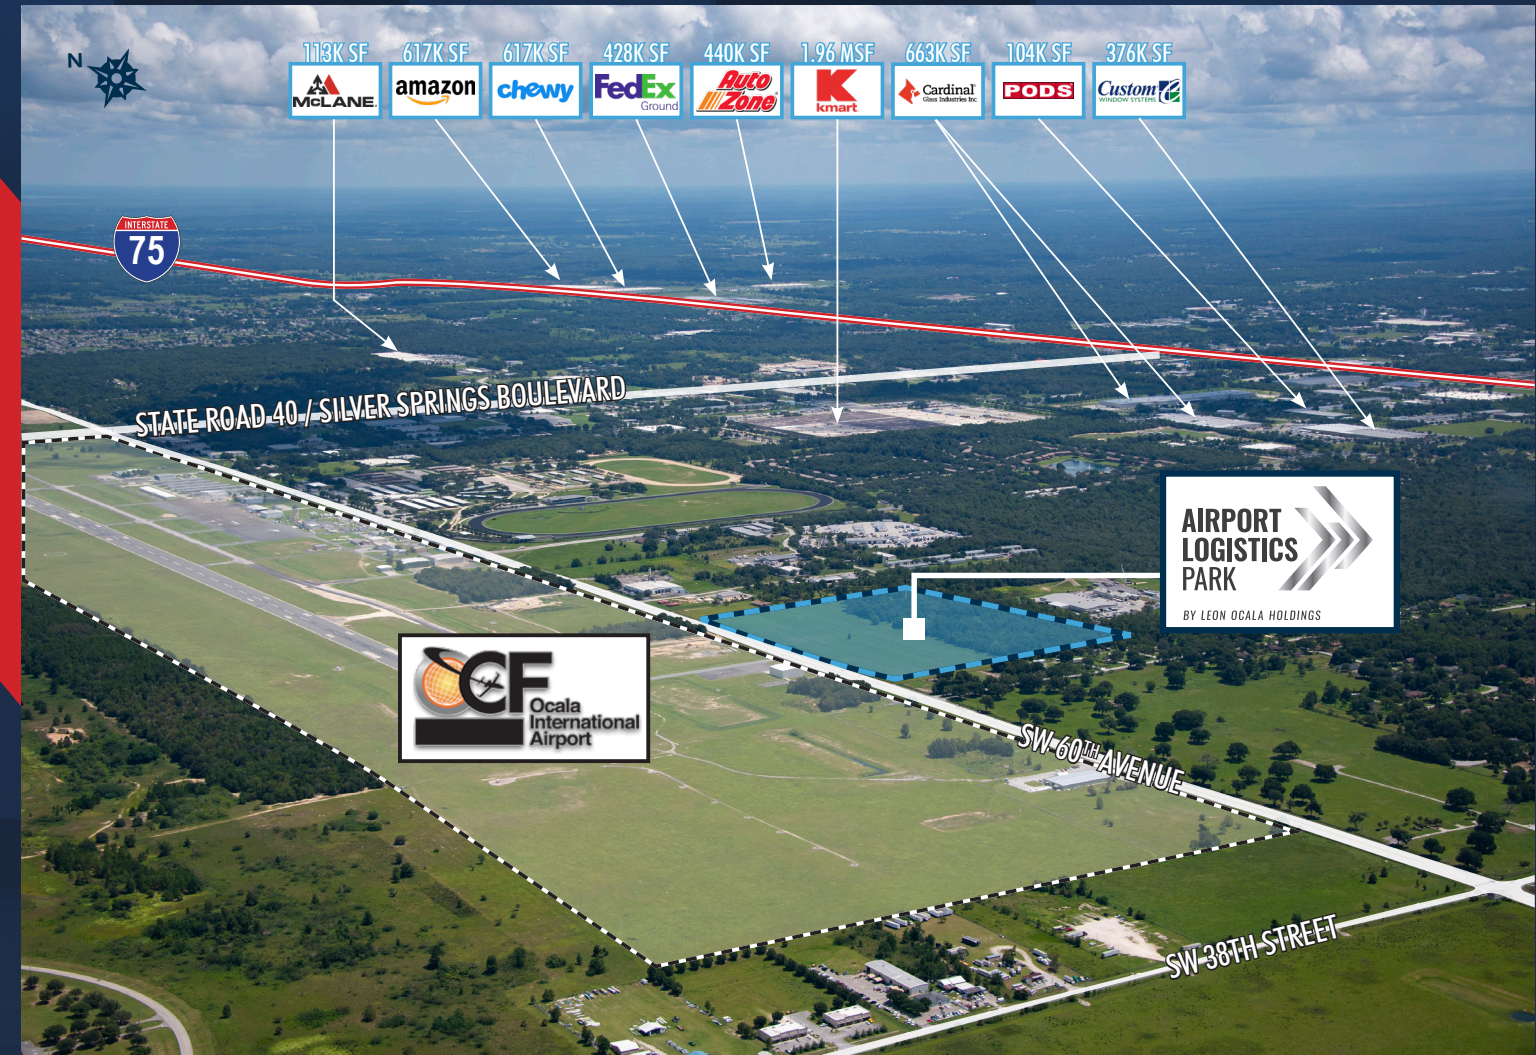 N
113K SF
617K SF
617K SF
428K SF
440K SF
1.96 MSF
663K SF
104K SF
376K SF
McLANE
amazon
chewy
FedEx
Ground
Auto
Zone
K
kmart
Cardinal
Glass Industries Inc
PODS
Custom
WINDOW SYSTEMS
INTERSTATE
75
STATE ROAD 40 / SILVER SPRINGS BOULEVARD
AIRPORT
LOGISTICS
PARK
BY LEON OCALA HOLDINGS
OCF
Ocala
International
Airport
SW 60TH AVENUE
SW 38TH STREET